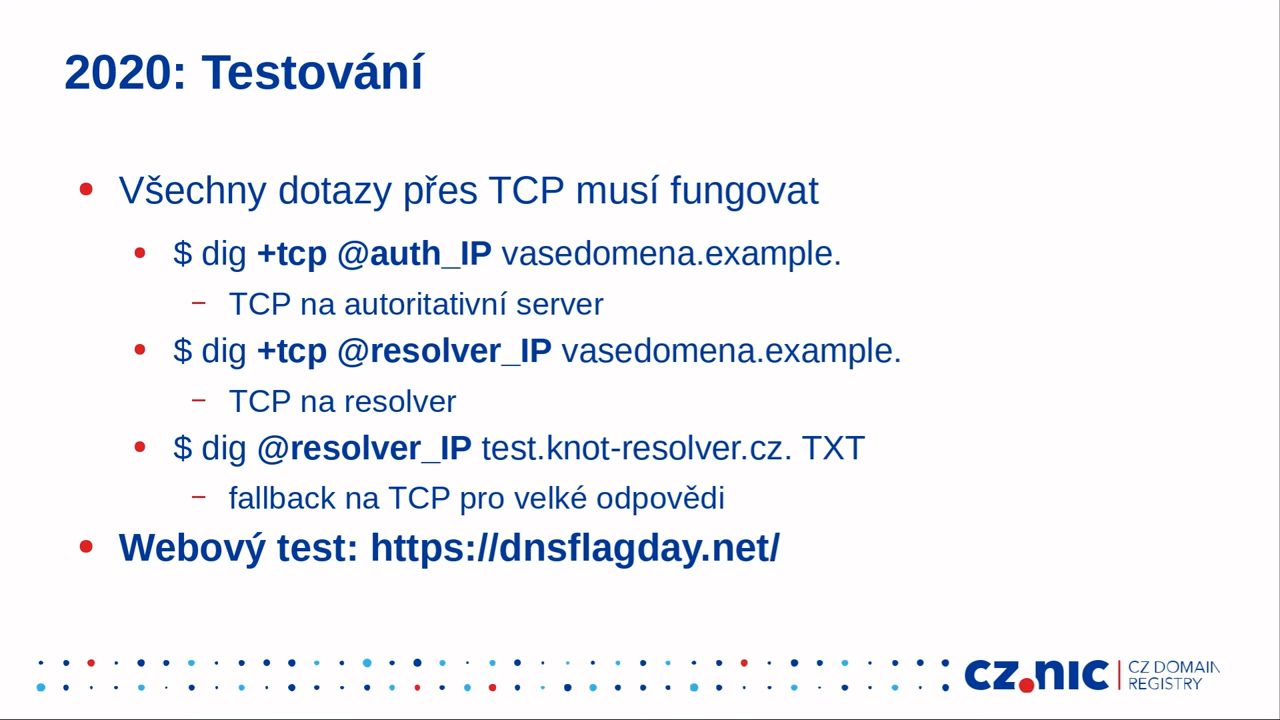 2020: Testování
Všechny dotazy přes TCP musí fungovat
$ dig +tcp @auth_IP vasedomena.example.
TCP na autoritativní server
$ dig +tcp @resolver_IP vasedomena.example.
TCP na resolver
$ dig @resolver_IP test.knot-resolver.cz. TXT
fallback na TCP pro velké odpovědi
Webový test: https://dnsflagday.net/
CZ.NIC
CZ DOMAIN
REGISTRY